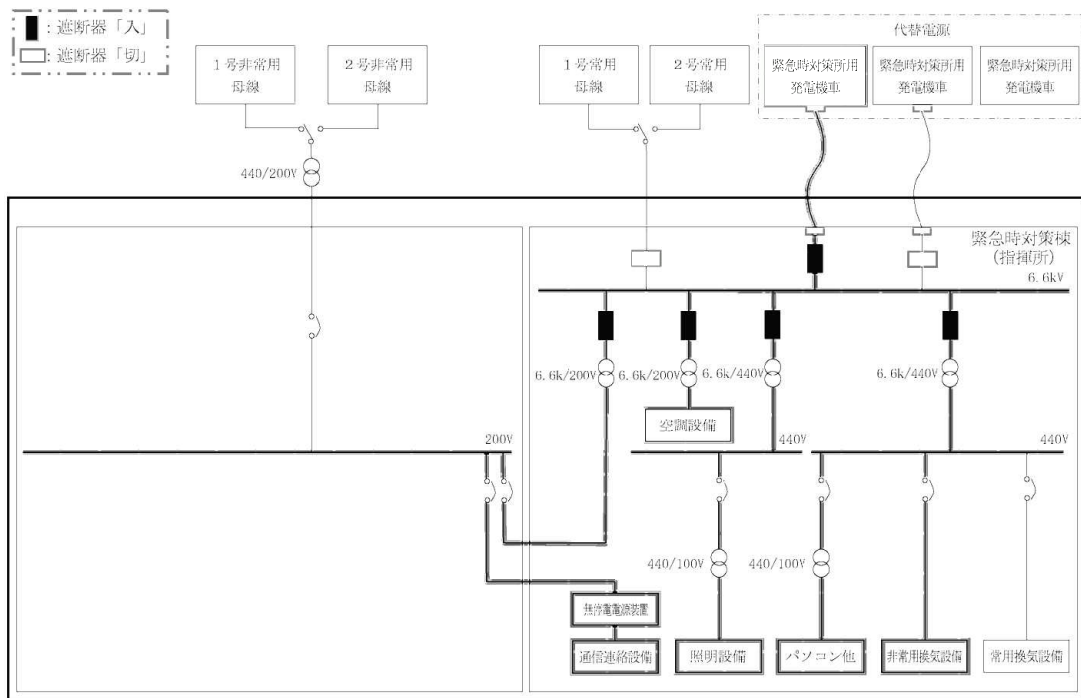 ：遮断器「入」
：遮断器「切」
1号非常用
母線
2号非常用
母線
1号常用
母線
2号常用
母線
代替電源
緊急時対策所用
発電機車
緊急時対策所用
発電機車
緊急時対策所用
発電機車
440/200V
緊急時対策棟
(指揮所)
6.6kV
6.6k/200V
6.6k/200V
6.6k/440V
6.6k/440V
空調設備
200V
440V
440V
440/100V
440/100V
無停電電源装置
通信連絡設備
照明設備
パソコン他
非常用換気設備
常用換気設備